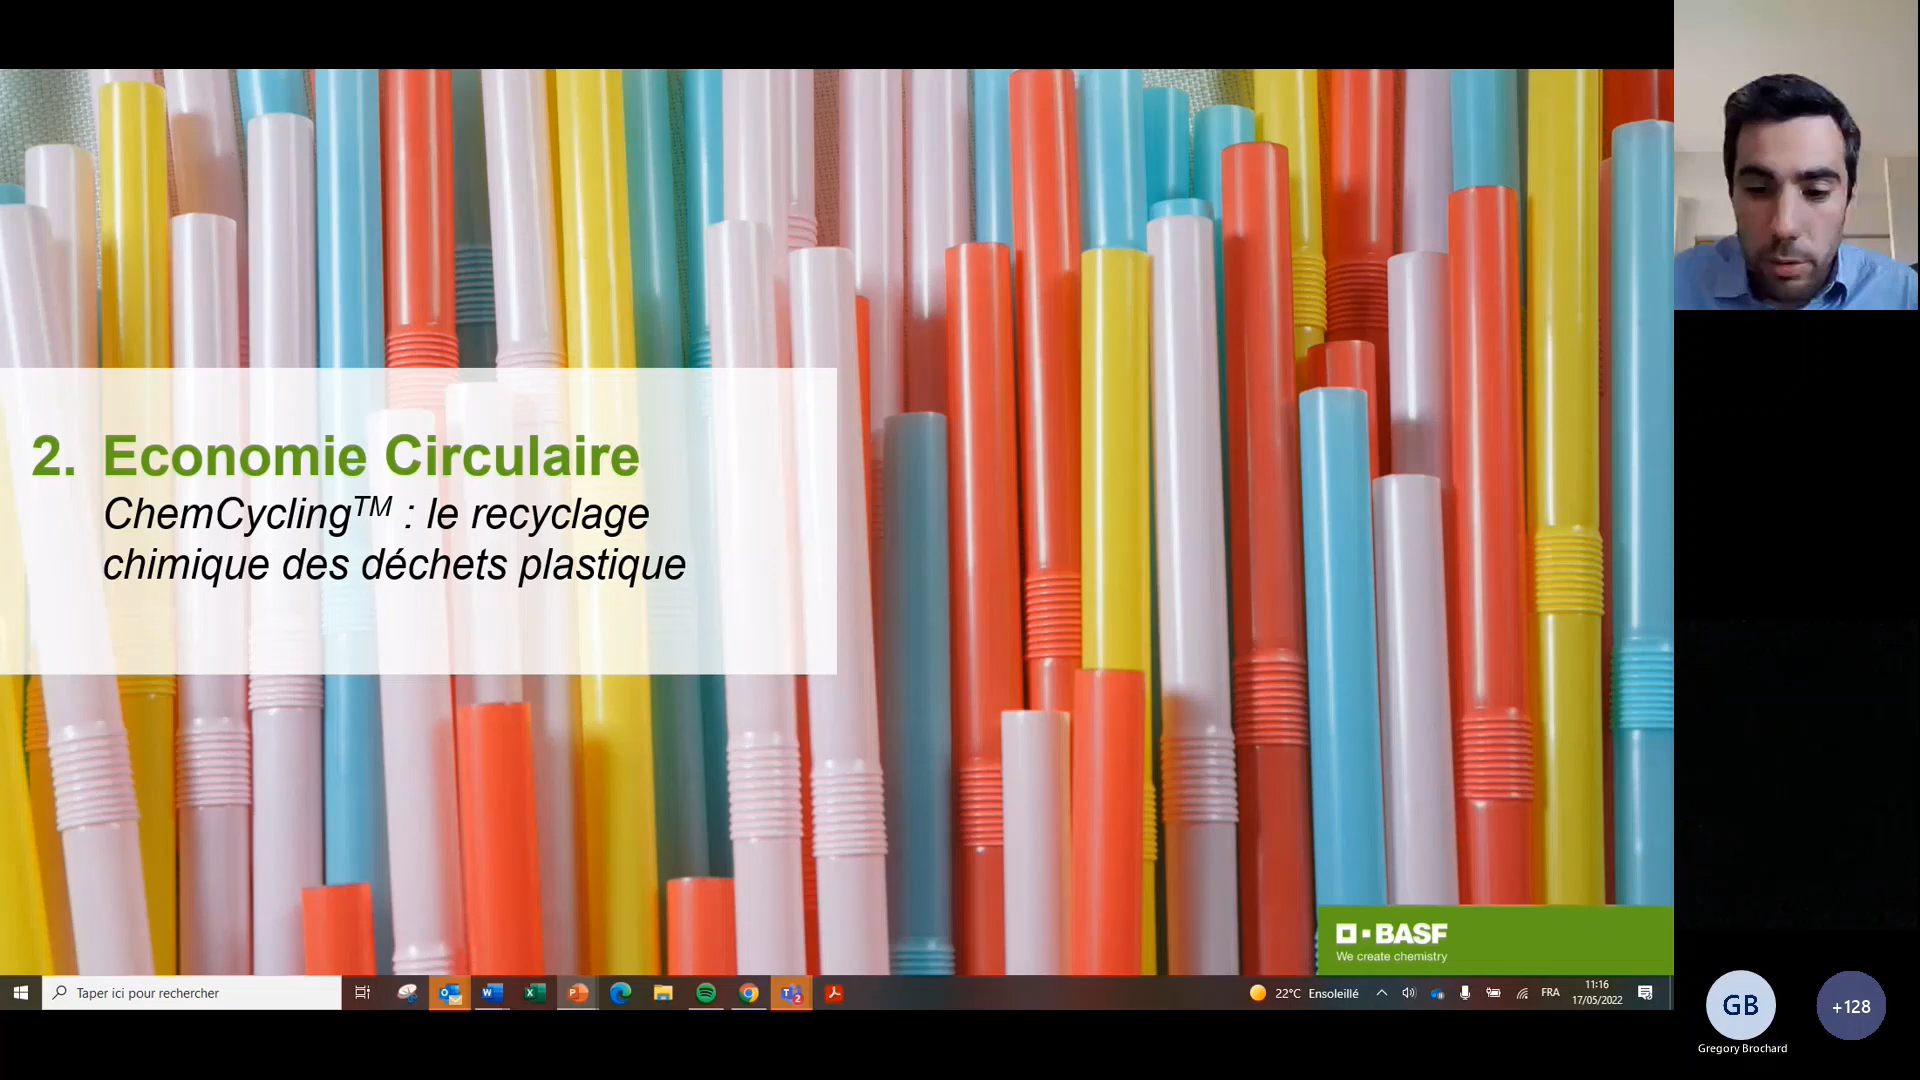 2. Economie Circulaire
ChemCycling™ : le recyclage
chimique des déchets plastique
BASF
We create chemistry
Taper ici pour rechercher
22°C Ensoleillé
FRA
11:16
17/05/2022
GB
+128
Gregory Brochard